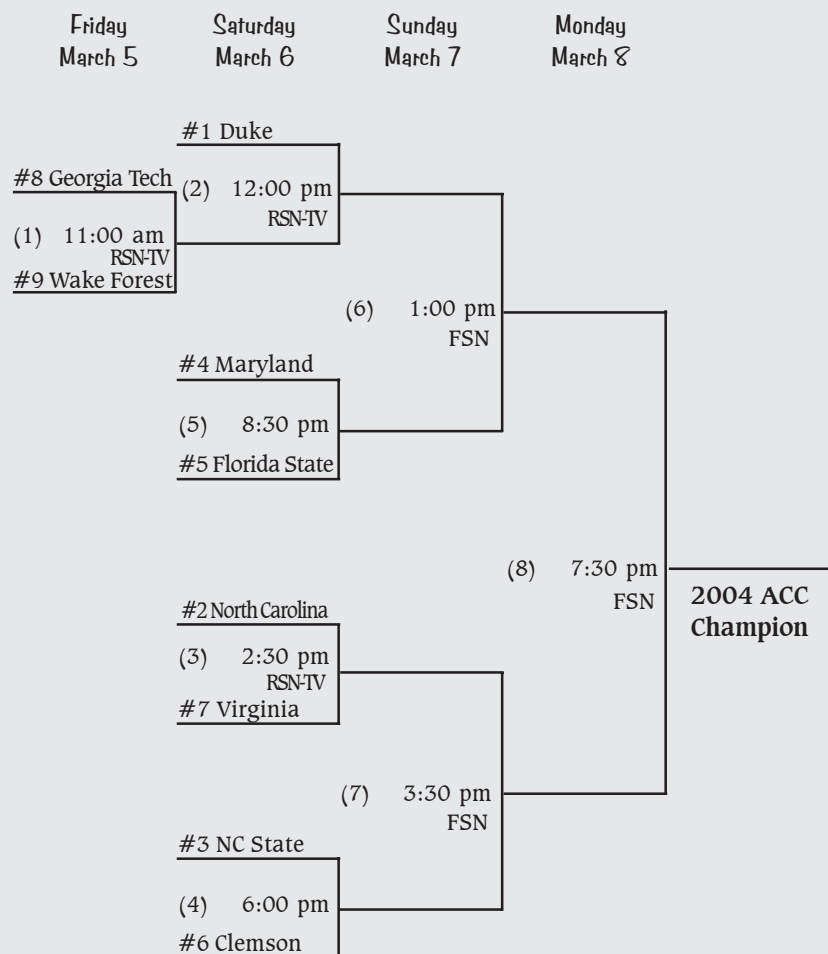 Friday Saturday Sunday Monday
March 5 March 6 March 7 March 8
#1 Duke
#8 Georgia Tech
(2) 12:00 pm
RSN-TV
(1) 11:00 am
RSN-TV
#9 Wake Forest
(6) 1:00 pm
FSN
#4 Maryland
(5) 8:30 pm
#5 Florida State
(8) 7:30 pm
FSN
2004 ACC
Champion
#2 North Carolina
(3) 2:30 pm
RSN-TV
#7 Virginia
(7) 3:30 pm
FSN
#3 NC State
(4) 6:00 pm
#6 Clemson